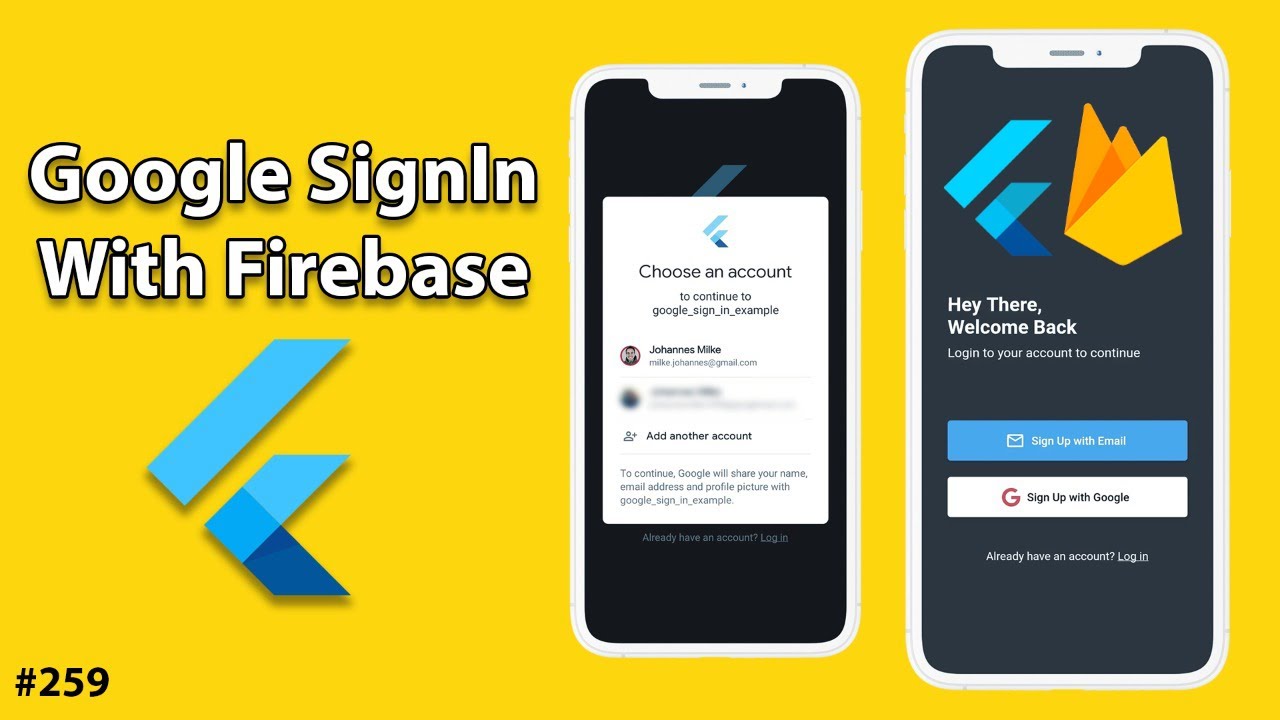 Google SignIn
With Firebase
#259
Choose an account
to continue to
google_sign_in_example
Johannes Milke
milke.johannes@gmail.com
Add another account
To continue, Google will share your name,
email address and profile picture with
google_sign_in_example.
Already have an account? Log in
Hey There,
Welcome Back
Login to your account to continue
Sign Up with Email
G Sign Up with Google
Already have an account? Log in